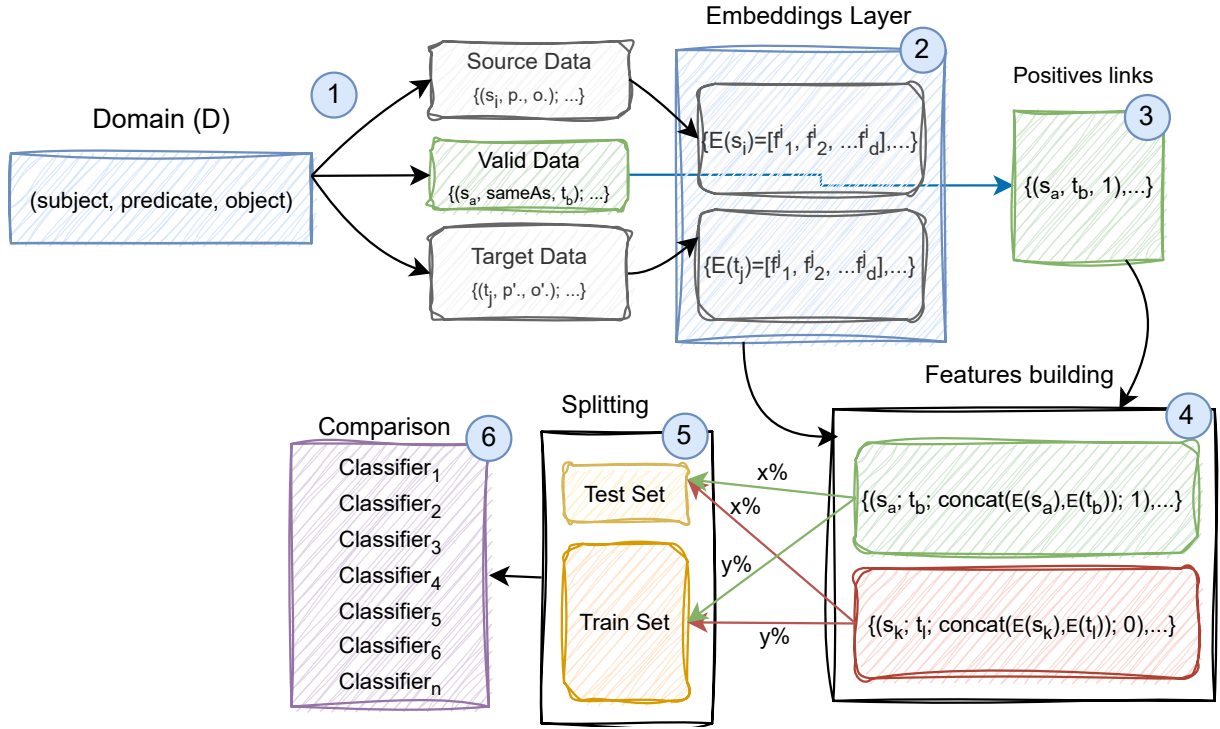 Embeddings Layer
2
Source Data
{(s_i, p., o.); ...}
1
Positives links
3
Domain (D)
(subject, predicate, object)
{E(s_i)=[f^i_1, f^i_2, ...f^i_d],...}
Valid Data
{(s_a, sameAs, t_b); ...}
{(s_a, t_b, 1),...}
Target Data
{(t_j, p'., o'.); ...}
{E(t_j)=[f^j_1, f^j_2, ...f^j_d],...}
Features building
4
{(s_a; t_b; concat(E(s_a),E(t_b)); 1),...}
{(s_k; t_l; concat(E(s_k),E(t_l)); 0),...}
Splitting
5
x%
x%
y%
y%
Test Set
Train Set
Comparison
6
Classifier_1
Classifier_2
Classifier_3
Classifier_4
Classifier_5
Classifier_6
Classifier_n